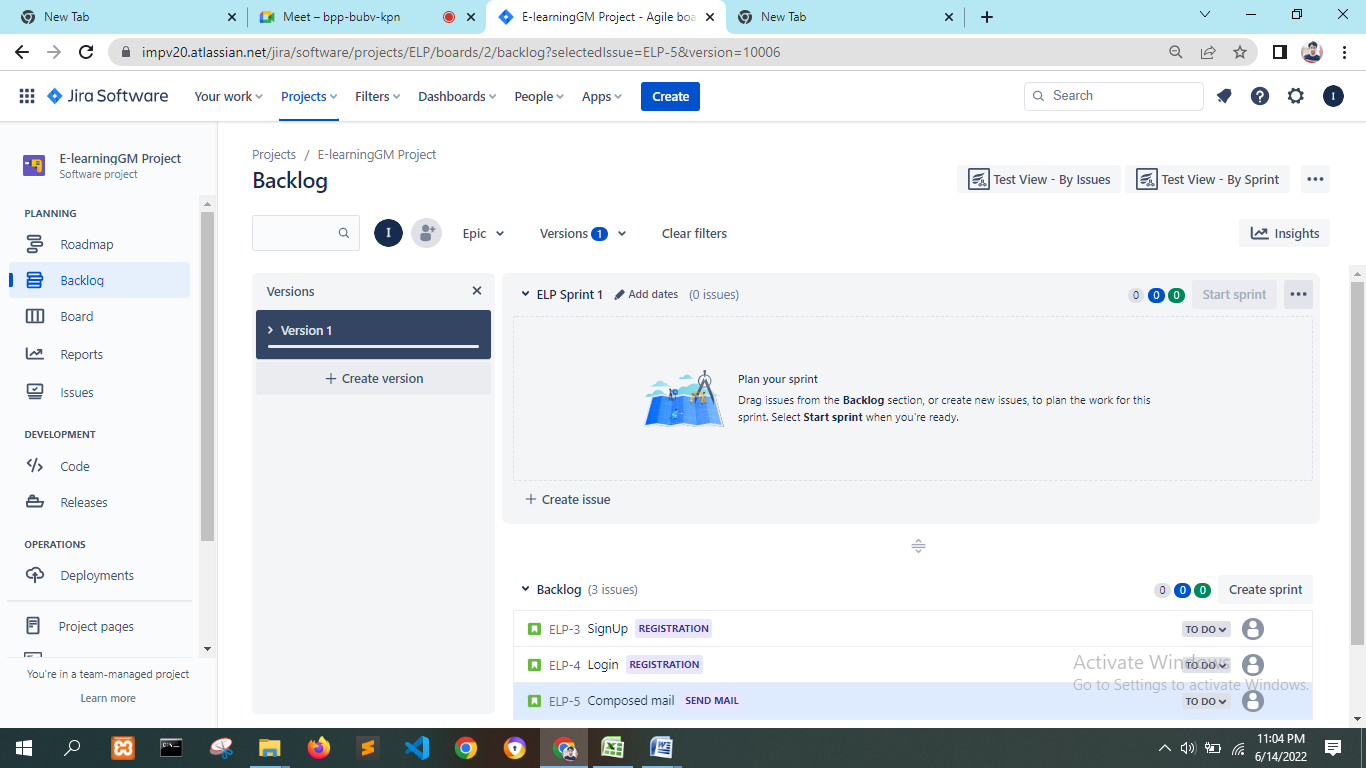 New Tab
Meet – bpp-bubv-kpn
E-learningGM Project - Agile boa
New Tab
impv20.atlassian.net/jira/software/projects/ELP/boards/2/backlog?selectedIssue=ELP-5&version=10006
Jira Software
Your work
Projects
Filters
Dashboards
People
Apps
Create
Search
I
E-learningGM Project
Software project
PLANNING
Roadmap
Backlog
Board
Reports
Issues
DEVELOPMENT
Code
Releases
OPERATIONS
Deployments
Project pages
You're in a team-managed project
Learn more
Projects / E-learningGM Project
Backlog
Test View - By Issues
Test View - By Sprint
I
Epic
Versions 1
Clear filters
Insights
Versions
Version 1
+ Create version
ELP Sprint 1
Add dates
(0 issues)
0 0 0
Start sprint
Plan your sprint
Drag issues from the Backlog section, or create new issues, to plan the work for this
sprint. Select Start sprint when you're ready.
+ Create issue
Backlog (3 issues)
0 0 0
Create sprint
ELP-3 SignUp REGISTRATION TO DO
ELP-4 Login REGISTRATION TO DO
ELP-5 Composed mail SEND MAIL TO DO
Activate Windows
Go to Settings to activate Windows.
11:04 PM
6/14/2022